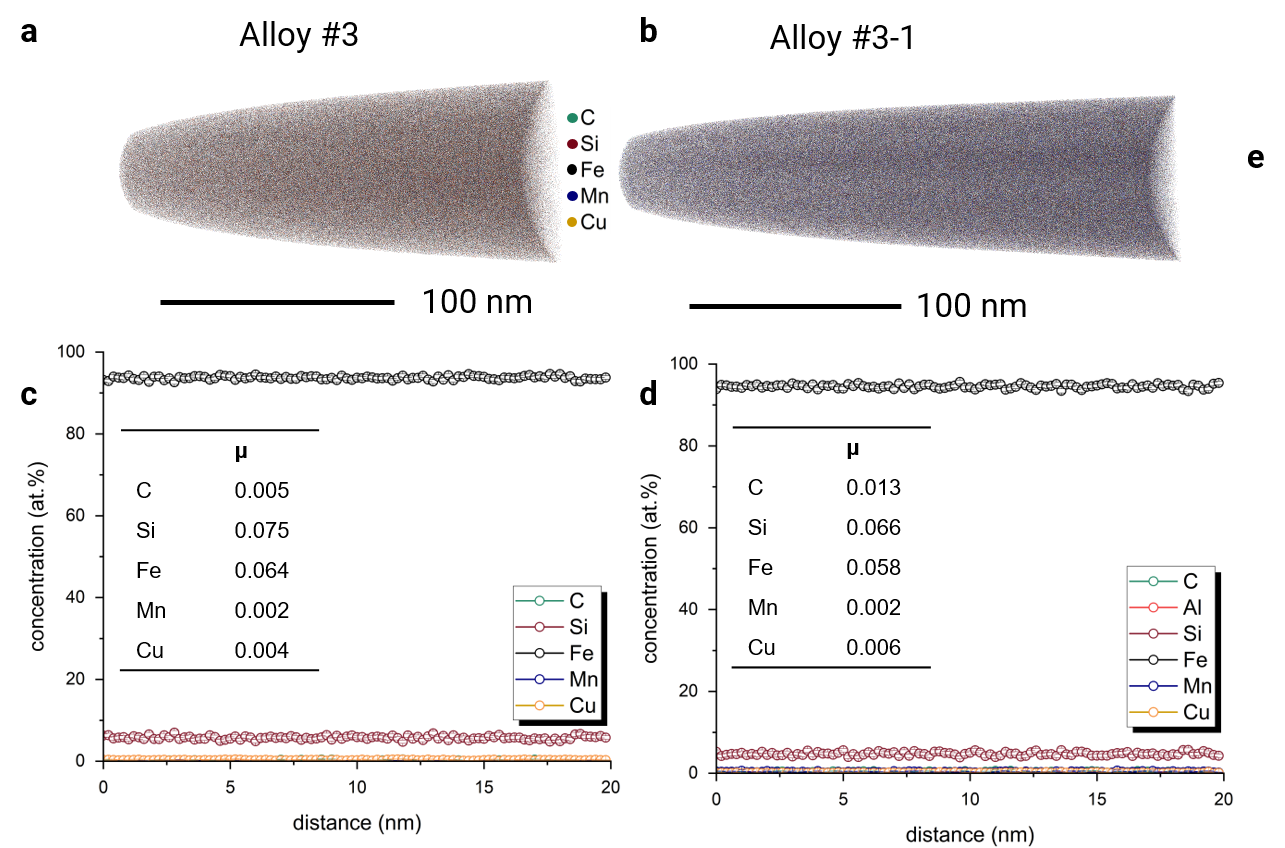 a
Alloy #3
b
Alloy #3-1
C
Si
Fe
Mn
Cu
e
100 nm
100 nm
c
concentration (at.%)
100
80
60
40
20
0
μ
C 0.005
Si 0.075
Fe 0.064
Mn 0.002
Cu 0.004
C
Si
Fe
Mn
Cu
0 5 10 15 20
distance (nm)
d
concentration (at.%)
100
80
60
40
20
0
μ
C 0.013
Si 0.066
Fe 0.058
Mn 0.002
Cu 0.006
C
Al
Si
Fe
Mn
Cu
0 5 10 15 20
distance (nm)